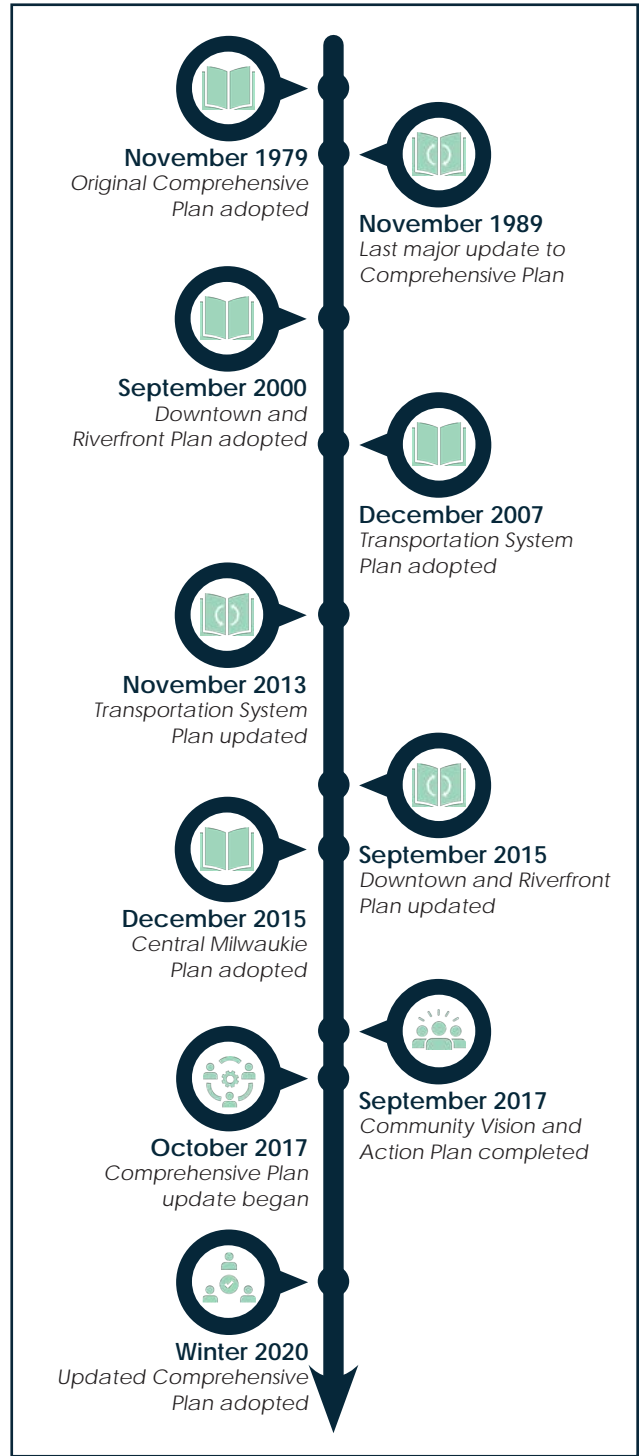 November 1979
Original Comprehensive
Plan adopted
November 1989
Last major update to
Comprehensive Plan
September 2000
Downtown and
Riverfront Plan adopted
December 2007
Transportation System
Plan adopted
November 2013
Transportation System
Plan updated
September 2015
Downtown and Riverfront
Plan updated
December 2015
Central Milwaukie
Plan adopted
September 2017
Community Vision and
Action Plan completed
October 2017
Comprehensive Plan
update began
Winter 2020
Updated Comprehensive
Plan adopted